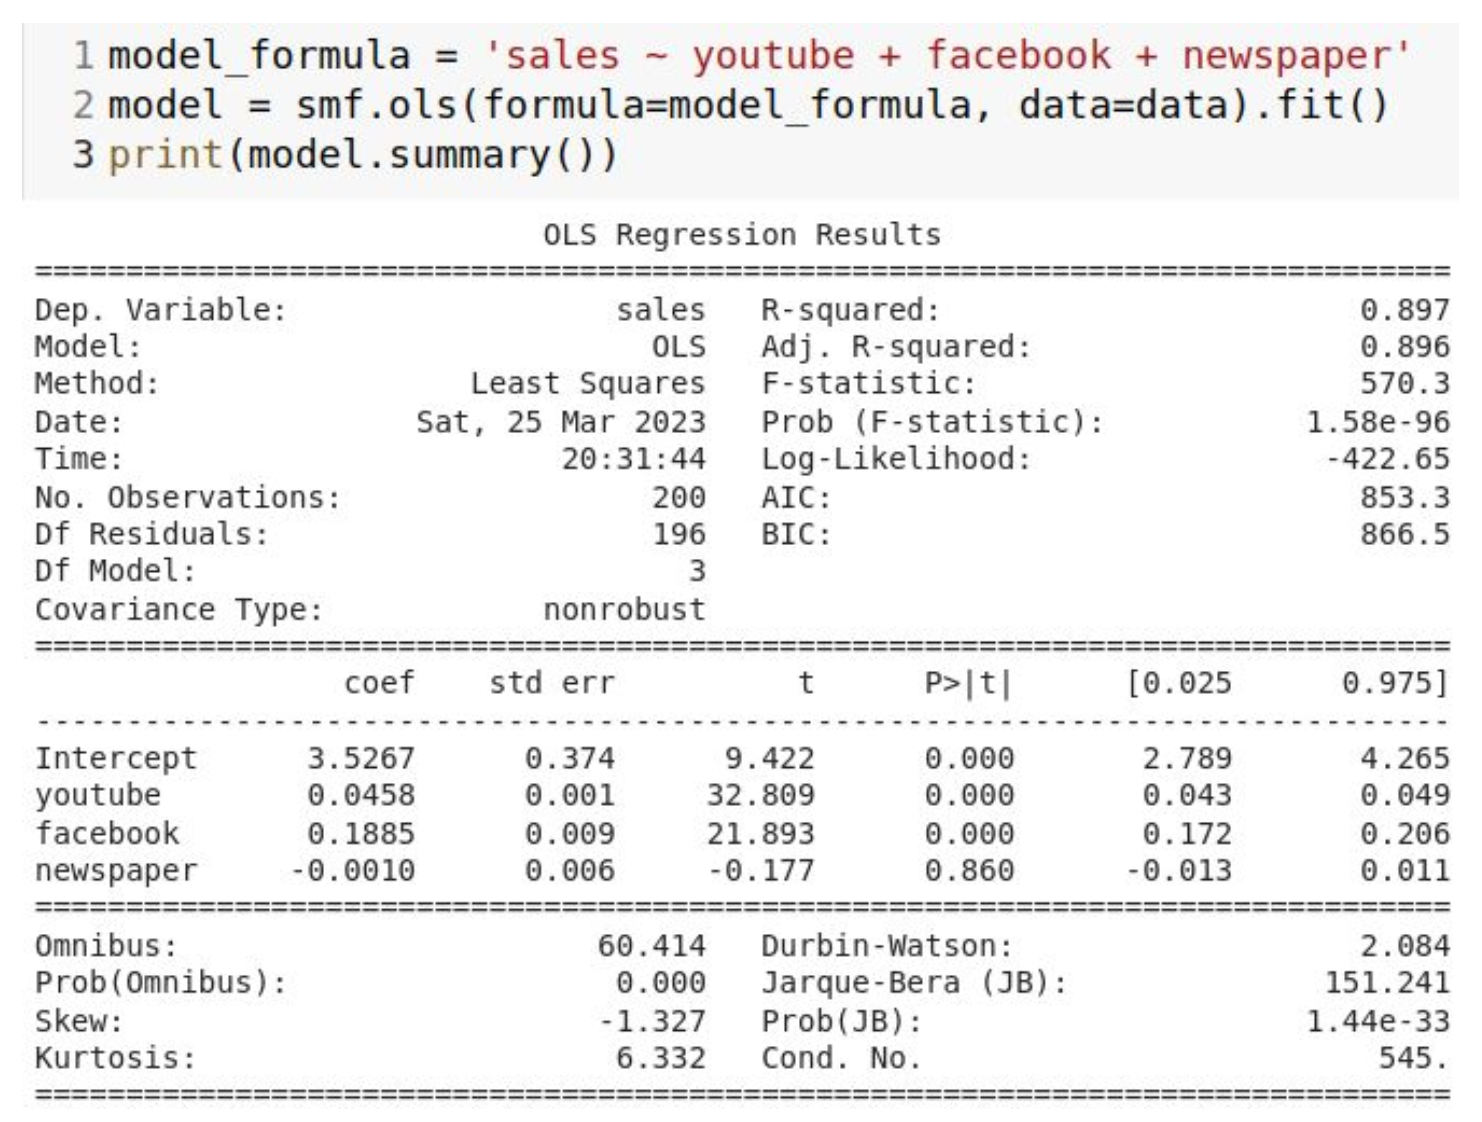 1 model_formula = 'sales ~ youtube + facebook + newspaper'
2 model = smf.ols(formula=model_formula, data=data).fit()
3 print(model.summary())
OLS Regression Results
==============================================================================
Dep. Variable: sales R-squared: 0.897
Model: OLS Adj. R-squared: 0.896
Method: Least Squares F-statistic: 570.3
Date: Sat, 25 Mar 2023 Prob (F-statistic): 1.58e-96
Time: 20:31:44 Log-Likelihood: -422.65
No. Observations: 200 AIC: 853.3
Df Residuals: 196 BIC: 866.5
Df Model: 3
Covariance Type: nonrobust
==============================================================================
coef std err t P>|t| [0.025 0.975]
------------------------------------------------------------------------------
Intercept 3.5267 0.374 9.422 0.000 2.789 4.265
youtube 0.0458 0.001 32.809 0.000 0.043 0.049
facebook 0.1885 0.009 21.893 0.000 0.172 0.206
newspaper -0.0010 0.006 -0.177 0.860 -0.013 0.011
==============================================================================
Omnibus: 60.414 Durbin-Watson: 2.084
Prob(Omnibus): 0.000 Jarque-Bera (JB): 151.241
Skew: -1.327 Prob(JB): 1.44e-33
Kurtosis: 6.332 Cond. No. 545.
==============================================================================